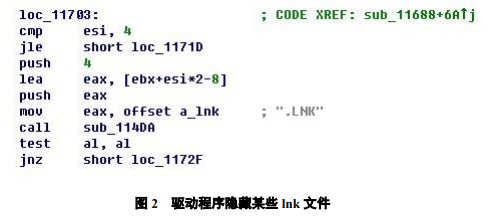 loc_11703: ; CODE XREF: sub_11688+6A↑j
cmp esi, 4
jle short loc_1171D
push 4
lea eax, [ebx+esi*2-8]
push eax
mov eax, offset a_lnk ; ".LNK"
call sub_114DA
test al, al
jnz short loc_1172F
图 2 驱动程序隐藏某些 lnk 文件